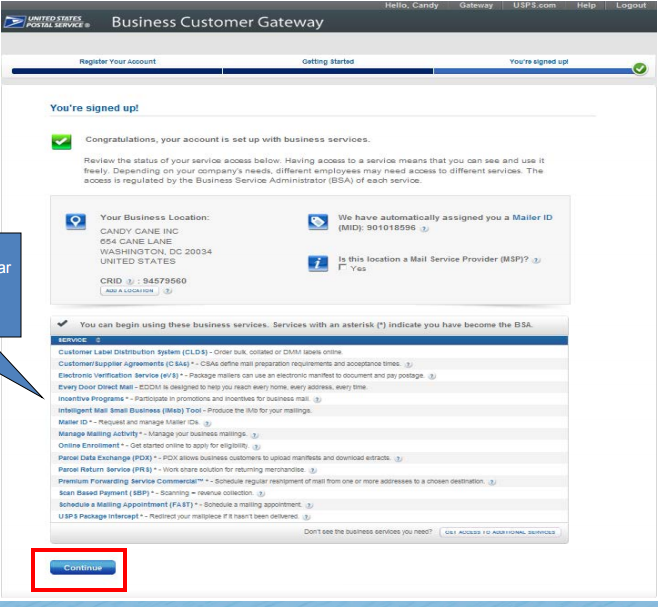 Hello, Candy Gateway USPS.com Help Logout
UNITED STATES
POSTAL SERVICE ® Business Customer Gateway
Register Your Account Getting Started You're signed up!
You're signed up!
Congratulations, your account is set up with business services.
Review the status of your service access below. Having access to a service means that you can see and use it
freely. Depending on your company's needs, different employees may need access to different services. The
access is regulated by the Business Service Administrator (BSA) of each service.
Your Business Location:
CANDY CANE INC
654 CANE LANE
WASHINGTON, DC 20034
UNITED STATES
CRID : 94579560
ADD A LOCATION
We have automatically assigned you a Mailer ID
(MID): 901018596
Is this location a Mail Service Provider (MSP)?
Yes
ar
You can begin using these business services. Services with an asterisk (*) indicate you have become the BSA.
SERVICE
Customer Label Distribution System (CLDS) - Order bulk, collated or DMM labels online.
Customer/Supplier Agreements (CSAs) * - CSAs define mail preparation requirements and acceptance times.
Electronic Verification Service (eVS) * - Package mailers can use an electronic manifest to document and pay postage.
Every Door Direct Mail - EDDM is designed to help you reach every home, every address, every time.
Incentive Programs * - Participate in promotions and incentives for business mail.
Intelligent Mail Small Business (IMsb) Tool - Produce the IMb for your mailings.
Mailer ID * - Request and manage Mailer IDs.
Manage Mailing Activity * - Manage your business mailings.
Online Enrollment * - Get started online to apply for eligibility.
Parcel Data Exchange (PDX) * - PDX allows business customers to upload manifests and download extracts.
Parcel Return Service (PRS) * - Work share solution for returning merchandise.
Premium Forwarding Service Commercial™ * - Schedule regular reshipment of mail from one or more addresses to a chosen destination.
Scan Based Payment (SBP) * - Scanning = revenue collection.
Schedule a Mailing Appointment (FAST) * - Schedule a mailing appointment.
USPS Package Intercept * - Redirect your mailpiece if it hasn't been delivered.
Don't see the business services you need? GET ACCESS TO ADDITIONAL SERVICES
Continue